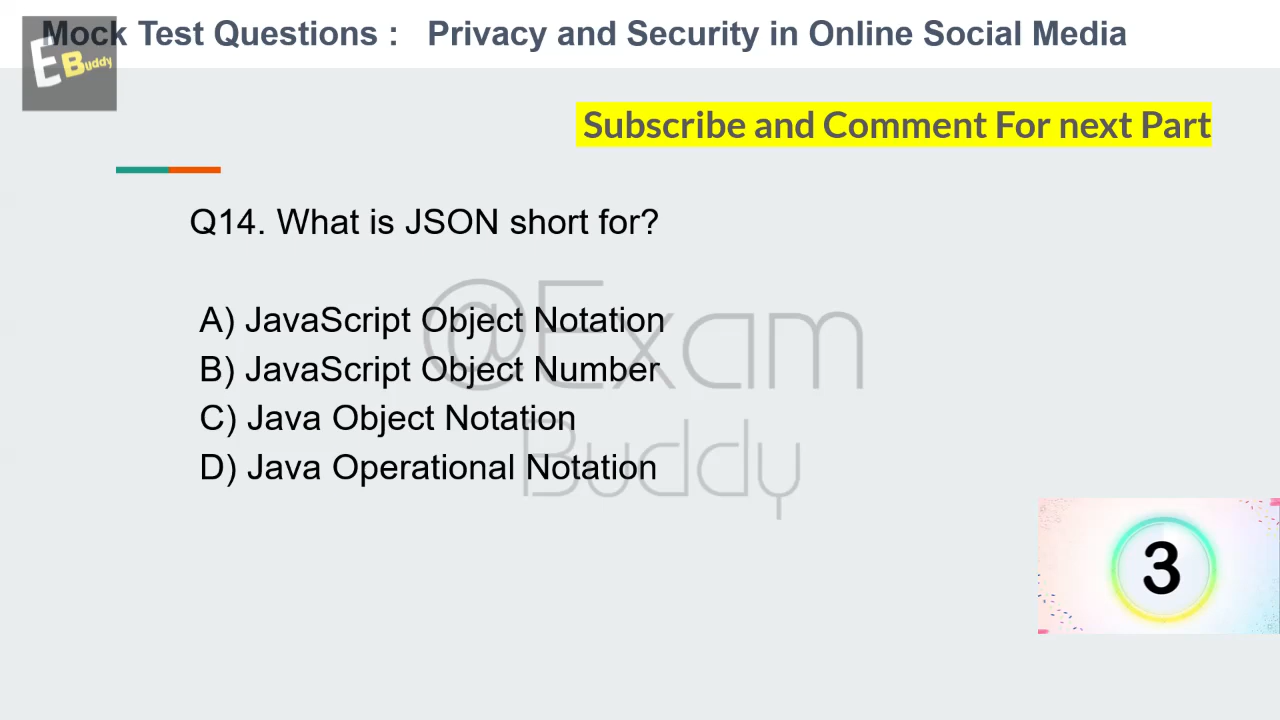 Mock Test Questions : Privacy and Security in Online Social Media
E Buddy
Subscribe and Comment For next Part
Q14. What is JSON short for?
A) JavaScript Object Notation
B) JavaScript Object Number
C) Java Object Notation
D) Java Operational Notation
@Exam
Buddy
3